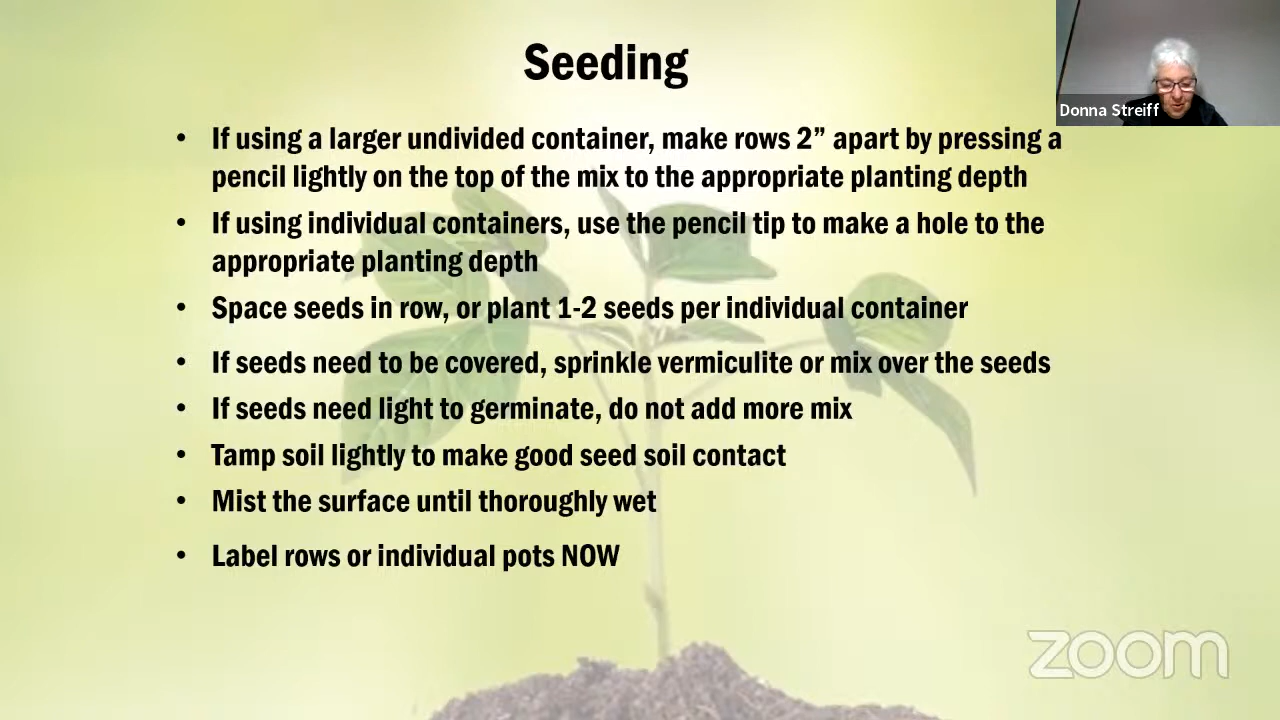 Seeding
Donna Streiff
• If using a larger undivided container, make rows 2” apart by pressing a
pencil lightly on the top of the mix to the appropriate planting depth
• If using individual containers, use the pencil tip to make a hole to the
appropriate planting depth
• Space seeds in row, or plant 1-2 seeds per individual container
• If seeds need to be covered, sprinkle vermiculite or mix over the seeds
• If seeds need light to germinate, do not add more mix
• Tamp soil lightly to make good seed soil contact
• Mist the surface until thoroughly wet
• Label rows or individual pots NOW
zoom